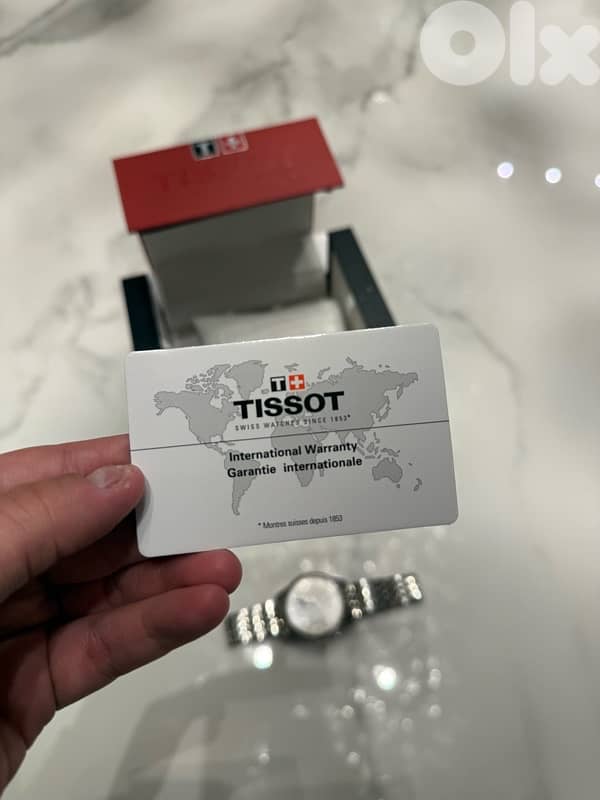 Olx
T+
TISSOT
SWISS WATCHES SINCE 1853*
International Warranty
Garantie internationale
* Montres suisses depuis 1853